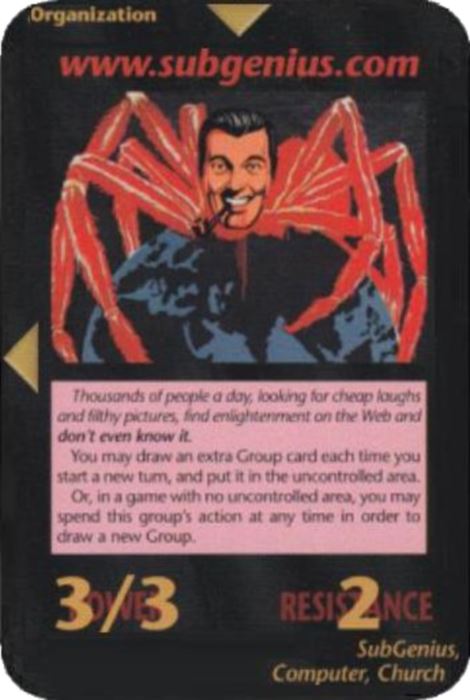 Organization
www.subgenius.com
Thousands of people a day, looking for cheap laughs
and filthy pictures, find enlightenment on the Web and
don't even know it.
You may draw an extra Group card each time you
start a new turn, and put it in the uncontrolled area.
Or, in a game with no uncontrolled area, you may
spend this group's action at any time in order to
draw a new Group.
POWER 3/3
RESISTANCE 2
SubGenius,
Computer, Church